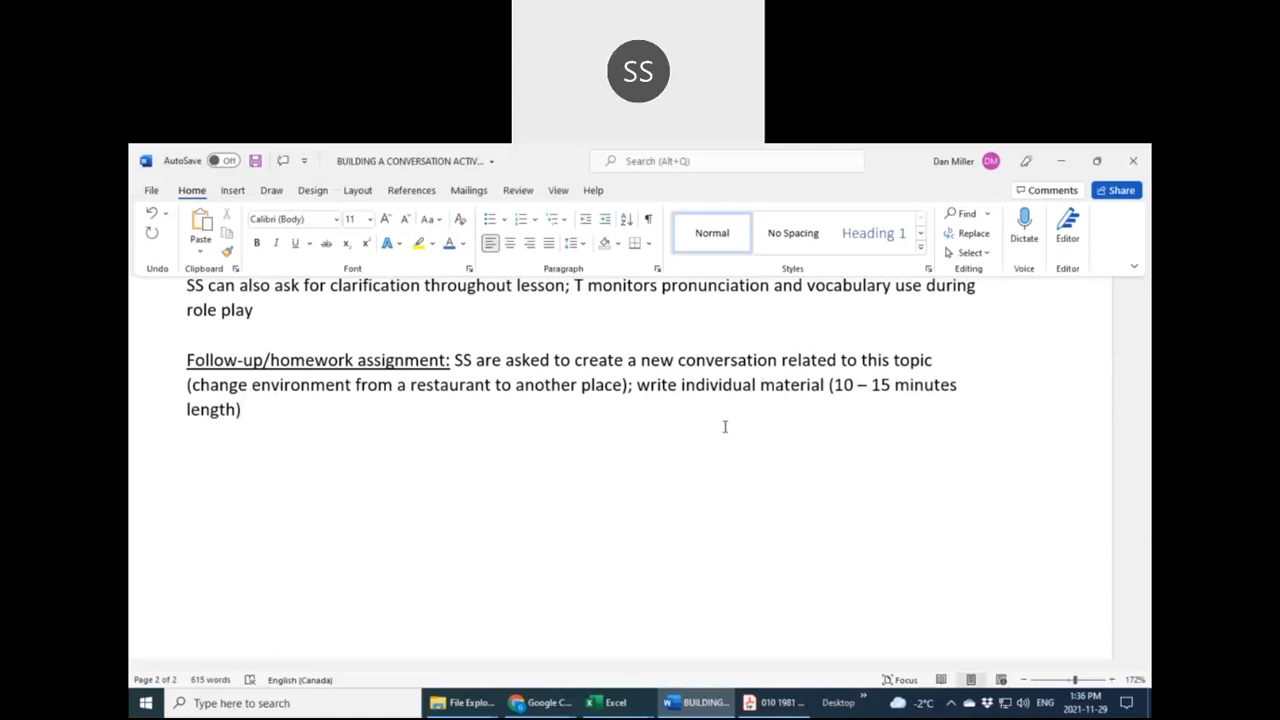 SS
AutoSave Off
BUILDING A CONVERSATION ACTIV...
Search (Alt+Q)
Dan Miller DM
File Home Insert Draw Design Layout References Mailings Review View Help
Comments Share
Paste
Calibri (Body) 11
Normal No Spacing Heading 1
Find
Replace
Select
Dictate
Editor
Undo Clipboard Font Paragraph Styles Editing Voice Editor
SS can also ask for clarification throughout lesson; T monitors pronunciation and vocabulary use during
role play
Follow-up/homework assignment: SS are asked to create a new conversation related to this topic
(change environment from a restaurant to another place); write individual material (10 – 15 minutes
length)
Page 2 of 2 615 words English (Canada) Focus 172%
Type here to search File Explo... Google C... Excel BUILDING... 010 1981 ... Desktop -2°C ENG 1:36 PM
2021-11-29